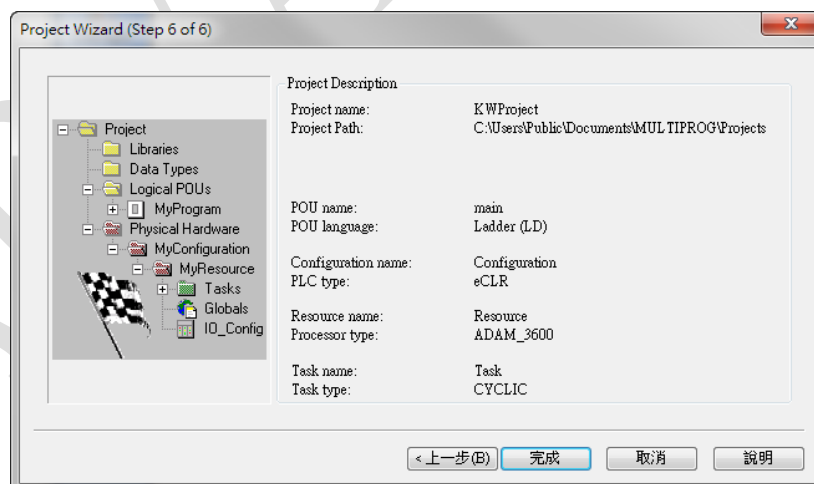 Project Wizard (Step 6 of 6)
Project
Libraries
Data Types
Logical POUs
MyProgram
Physical Hardware
MyConfiguration
MyResource
Tasks
Globals
IO_Config
Project Description
Project name: KWProject
Project Path: C:\Users\Public\Documents\MULTIPROG\Projects
POU name: main
POU language: Ladder (LD)
Configuration name: Configuration
PLC type: eCLR
Resource name: Resource
Processor type: ADAM_3600
Task name: Task
Task type: CYCLIC
<上一步(B) 完成 取消 說明